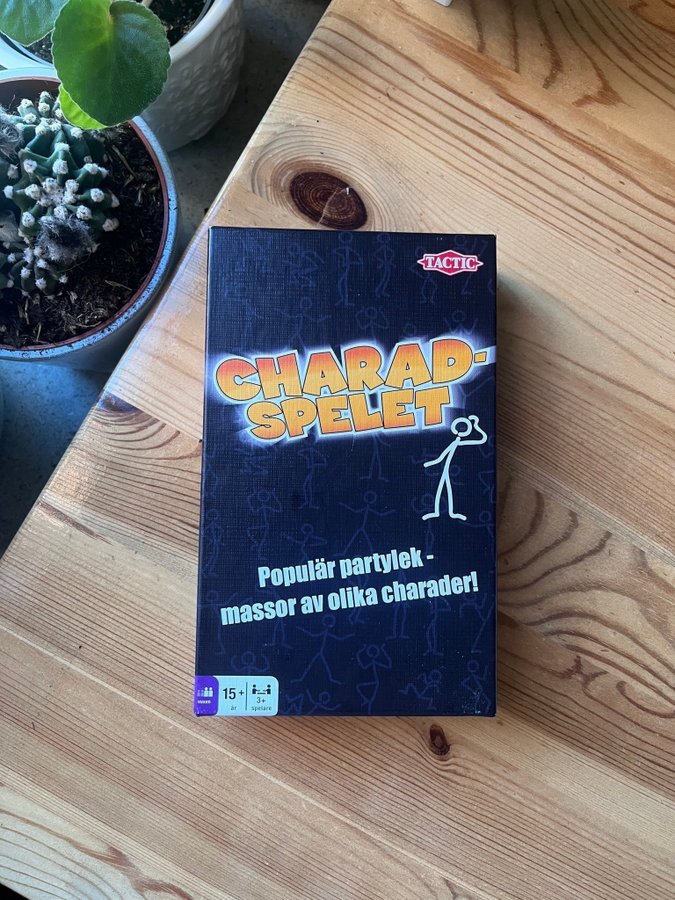 TACTIC
CHARAD-
SPELET
Populär partylek -
massor av olika charader!
15+
år
3+
spelare